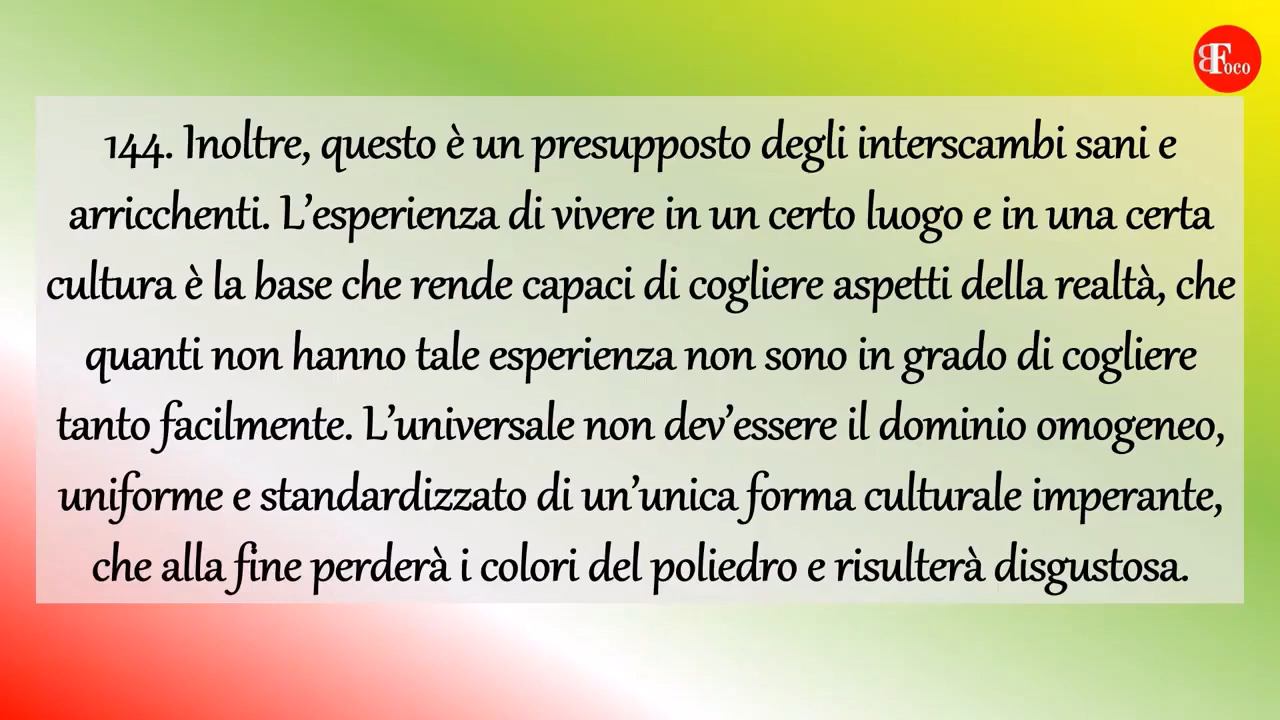 BFoco
144. Inoltre, questo è un presupposto degli interscambi sani e
arricchenti. L’esperienza di vivere in un certo luogo e in una certa
cultura è la base che rende capaci di cogliere aspetti della realtà, che
quanti non hanno tale esperienza non sono in grado di cogliere
tanto facilmente. L’universale non dev’essere il dominio omogeneo,
uniforme e standardizzato di un’unica forma culturale imperante,
che alla fine perderà i colori del poliedro e risulterà disgustosa.